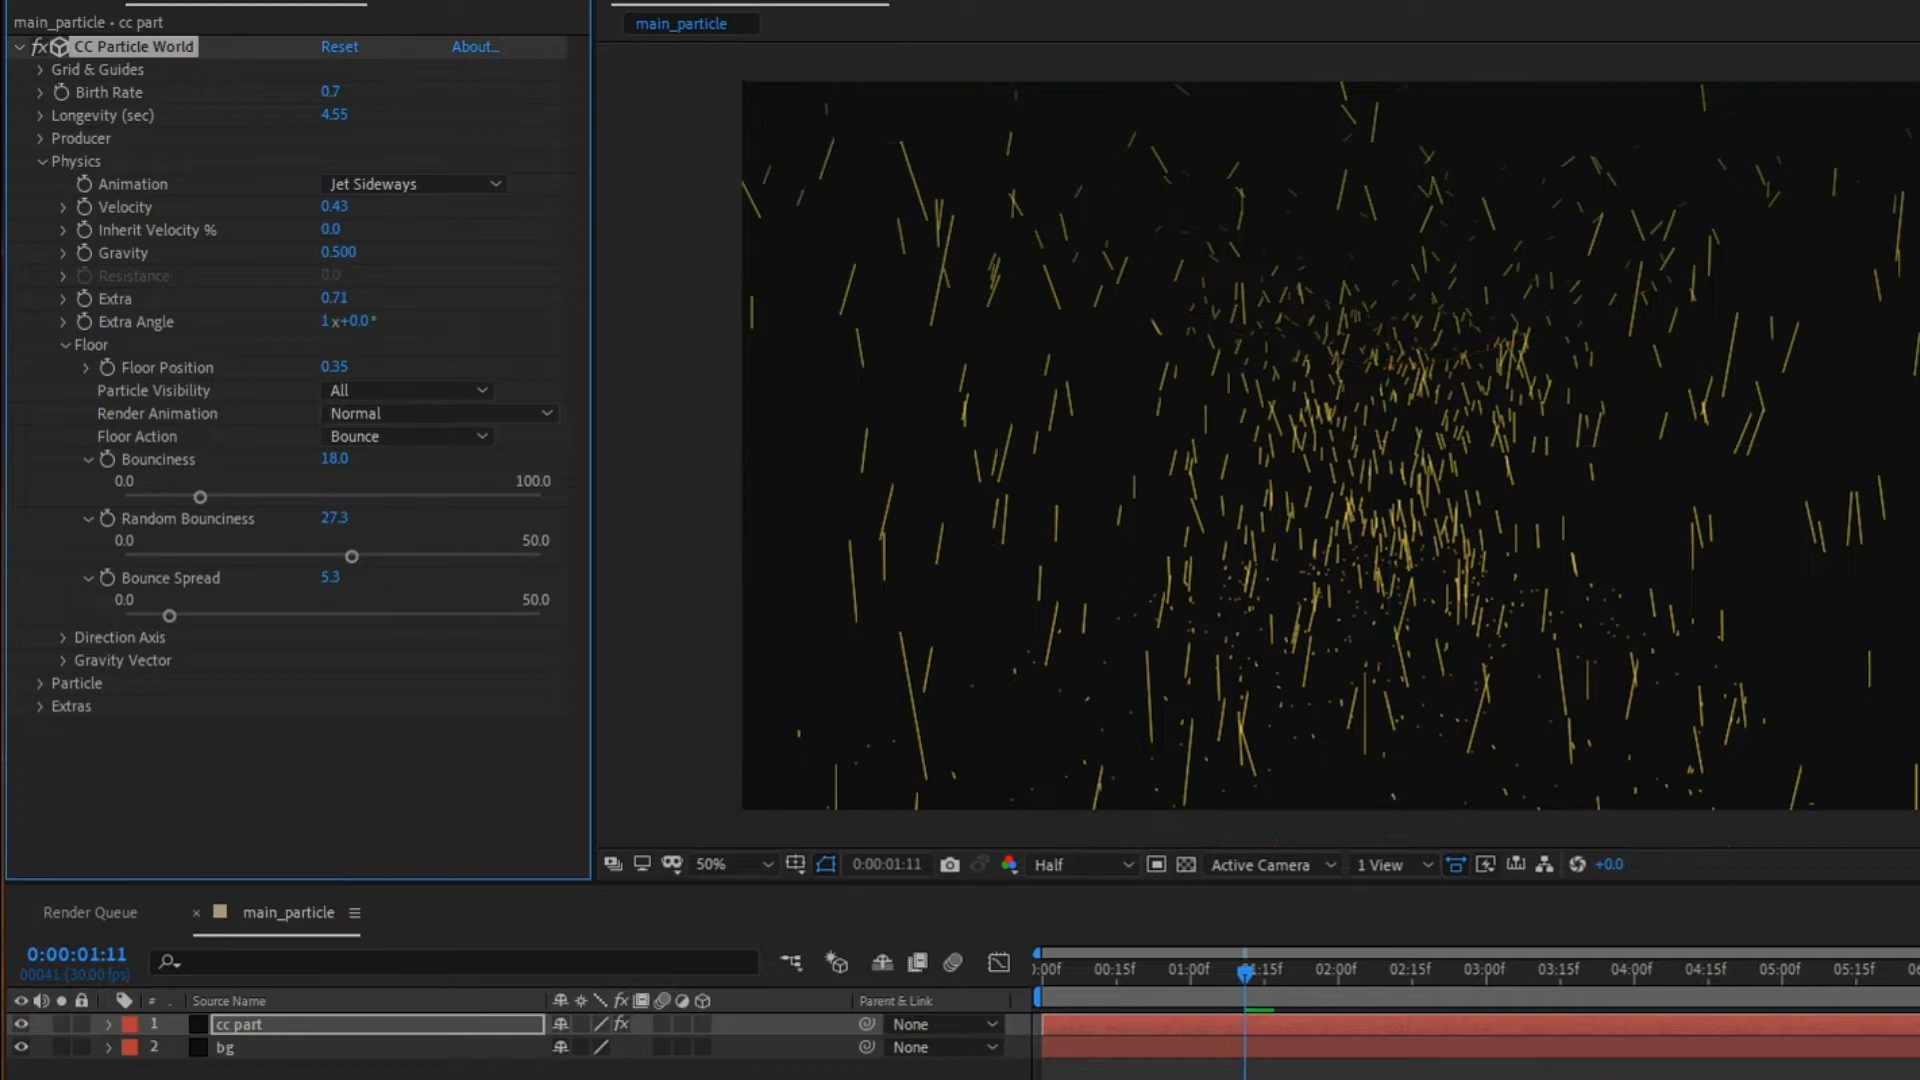 main_particle • cc part
fx CC Particle World Reset About...
Grid & Guides
Birth Rate 0.7
Longevity (sec) 4.55
Producer
Physics
Animation Jet Sideways
Velocity 0.43
Inherit Velocity % 0.0
Gravity 0.500
Resistance 0.0
Extra 0.71
Extra Angle 1x+0.0°
Floor
Floor Position 0.35
Particle Visibility All
Render Animation Normal
Floor Action Bounce
Bounciness 18.0
0.0 100.0
Random Bounciness 27.3
0.0 50.0
Bounce Spread 5.3
0.0 50.0
Direction Axis
Gravity Vector
Particle
Extras
main_particle
50% 0:00:01:11 Half Active Camera 1 View +0.0
Render Queue × main_particle
0:00:01:11
00041 (30.00 fps)
):00f 00:15f 01:00f 01:15f 02:00f 02:15f 03:00f 03:15f 04:00f 04:15f 05:00f 05:15f
# Source Name fx Parent & Link
1 cc part fx None
2 bg None